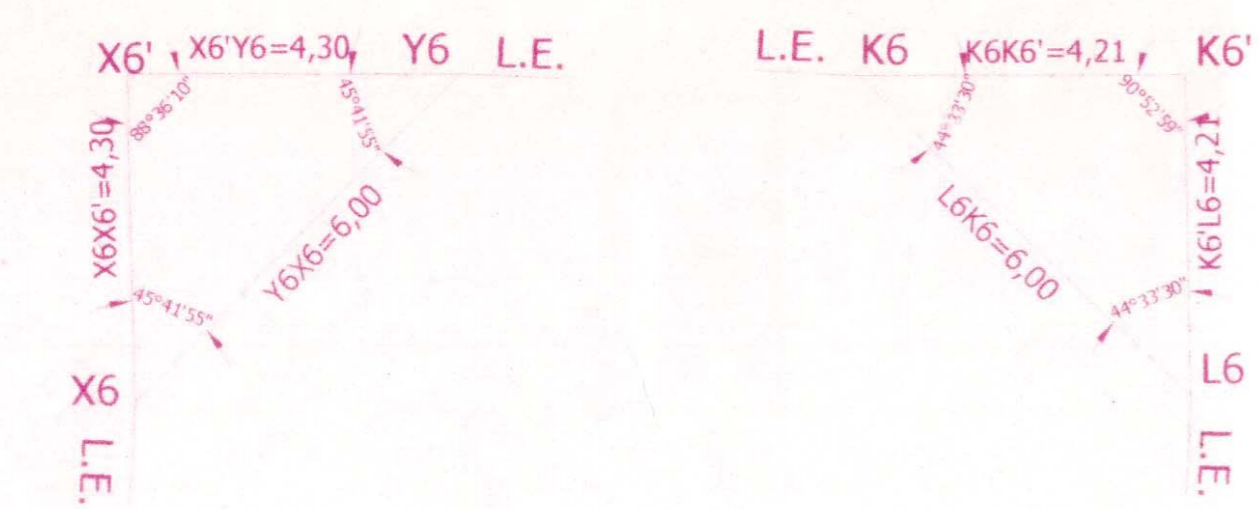 X6' X6'Y6=4,30 Y6 L.E.
88°36'10"
45°41'55"
X6X6'=4,30
Y6X6=6,00
45°41'55"
X6
L.E.
L.E. K6 K6K6'=4,21 K6'
44°33'30"
90°52'59"
K6'L6=4,21
L6K6=6,00
44°33'30"
L6
L.E.